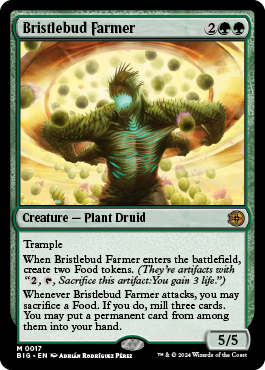 Bristlebud Farmer 2
Creature — Plant Druid
Trample
When Bristlebud Farmer enters the battlefield,
create two Food tokens. (They're artifacts with
“2, , Sacrifice this artifact:You gain 3 life.”)
Whenever Bristlebud Farmer attacks, you may
sacrifice a Food. If you do, mill three cards.
You may put a permanent card from among
them into your hand.
5/5
M 0017
BIG • EN Adrián Rodríguez Pérez
™ & © 2024 Wizards of the Coast